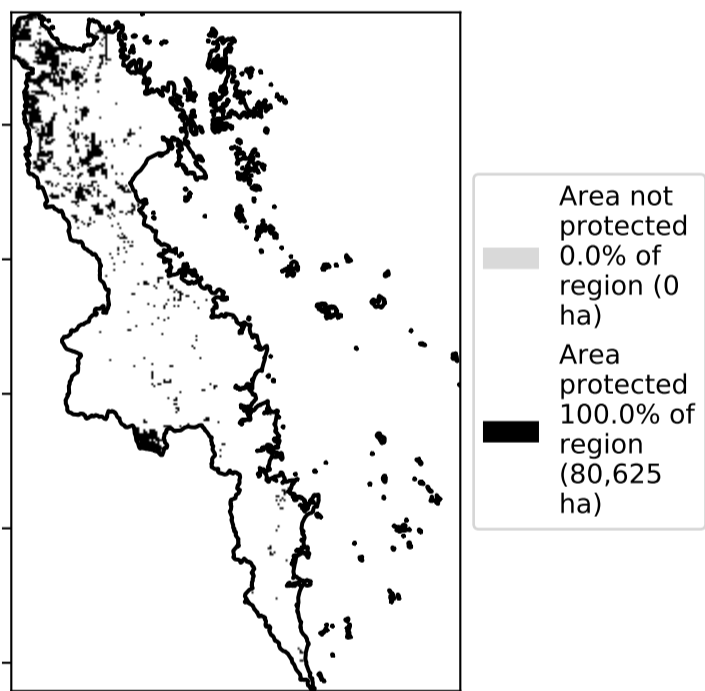 Area not
protected
0.0% of
region (0
ha)
Area
protected
100.0% of
region
(80,625
ha)